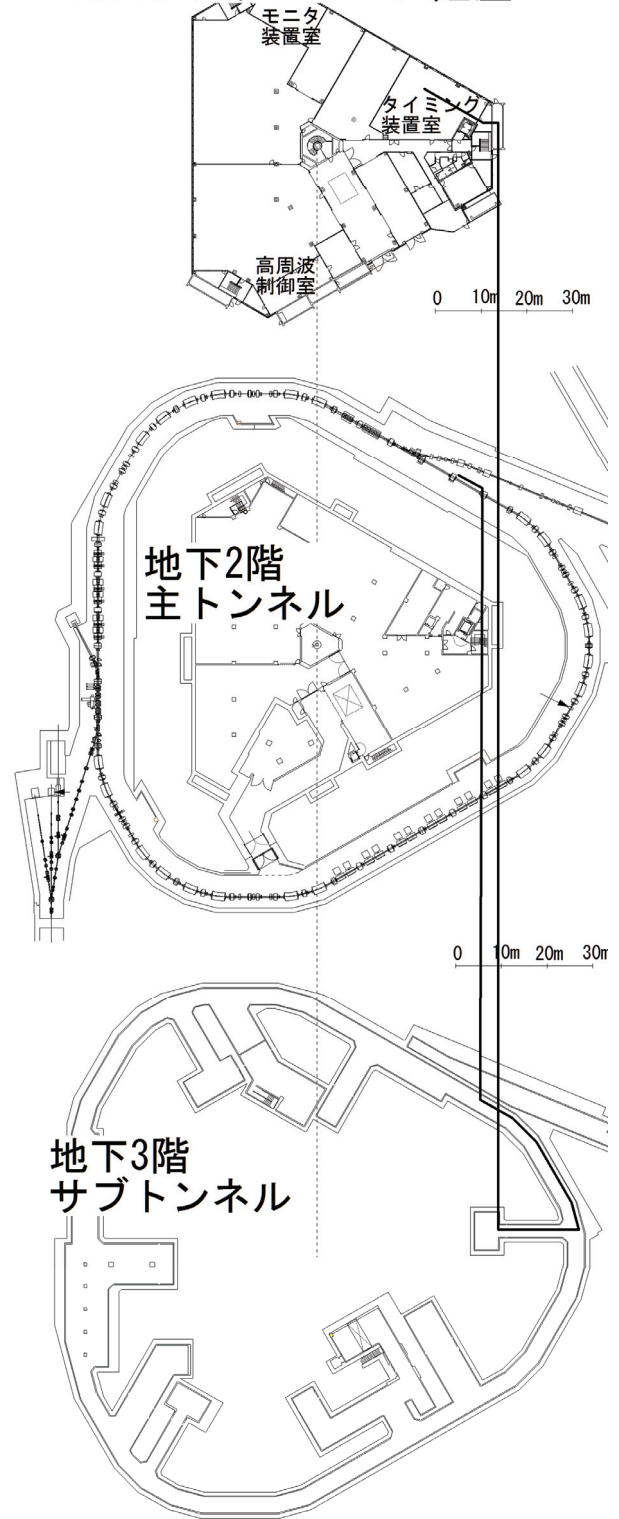 モニタ
装置室
タイミング
装置室
高周波
制御室
0 10m 20m 30m
地下2階
主トンネル
0 10m 20m 30m
地下3階
サブトンネル